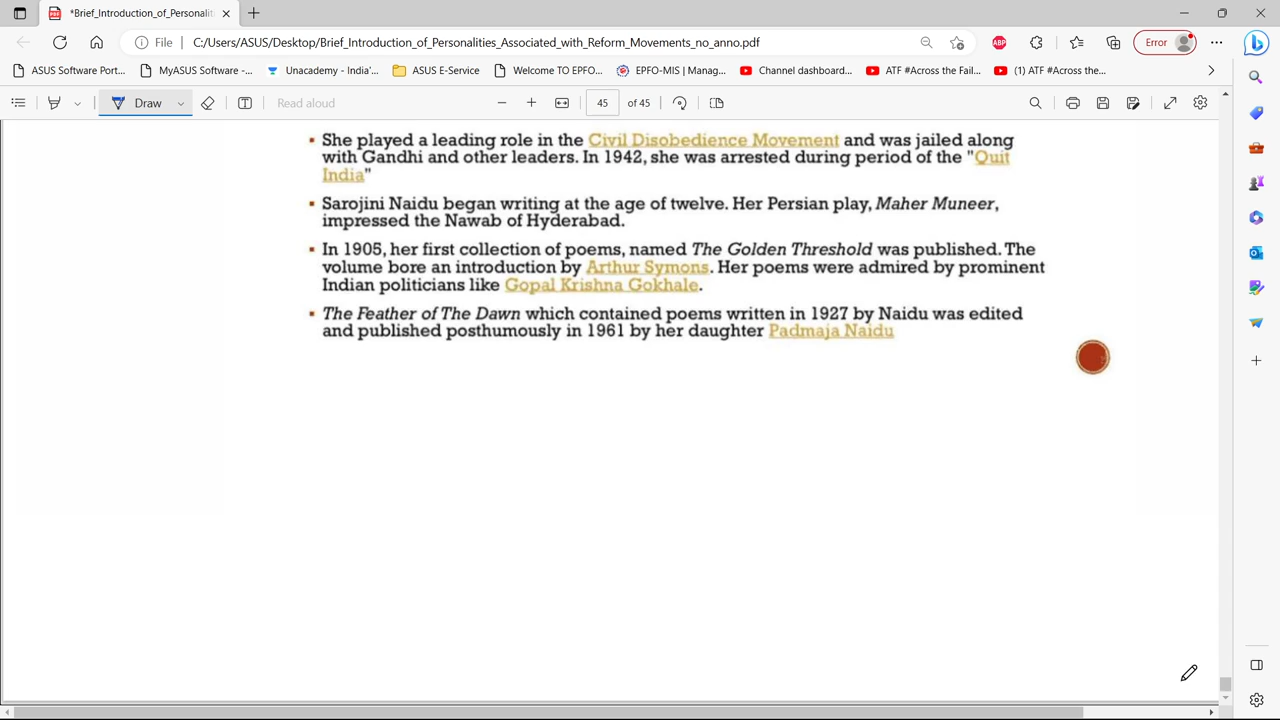 *Brief_Introduction_of_Personaliti
File
C:/Users/ASUS/Desktop/Brief_Introduction_of_Personalities_Associated_with_Reform_Movements_no_anno.pdf
ABP
Error
ASUS Software Port...
MyASUS Software -...
Unacademy - India'...
ASUS E-Service
Welcome To EPFO...
EPFO-MIS | Manag...
Channel dashboard...
ATF #Across the Fail...
(1) ATF #Across the...
Draw
Read aloud
45 of 45
She played a leading role in the Civil Disobedience Movement and was jailed along
with Gandhi and other leaders. In 1942, she was arrested during period of the "Quit
India"
Sarojini Naidu began writing at the age of twelve. Her Persian play, Maher Muneer,
impressed the Nawab of Hyderabad.
In 1905, her first collection of poems, named The Golden Threshold was published. The
volume bore an introduction by Arthur Symons. Her poems were admired by prominent
Indian politicians like Gopal Krishna Gokhale.
The Feather of The Dawn which contained poems written in 1927 by Naidu was edited
and published posthumously in 1961 by her daughter Padmaja Naidu